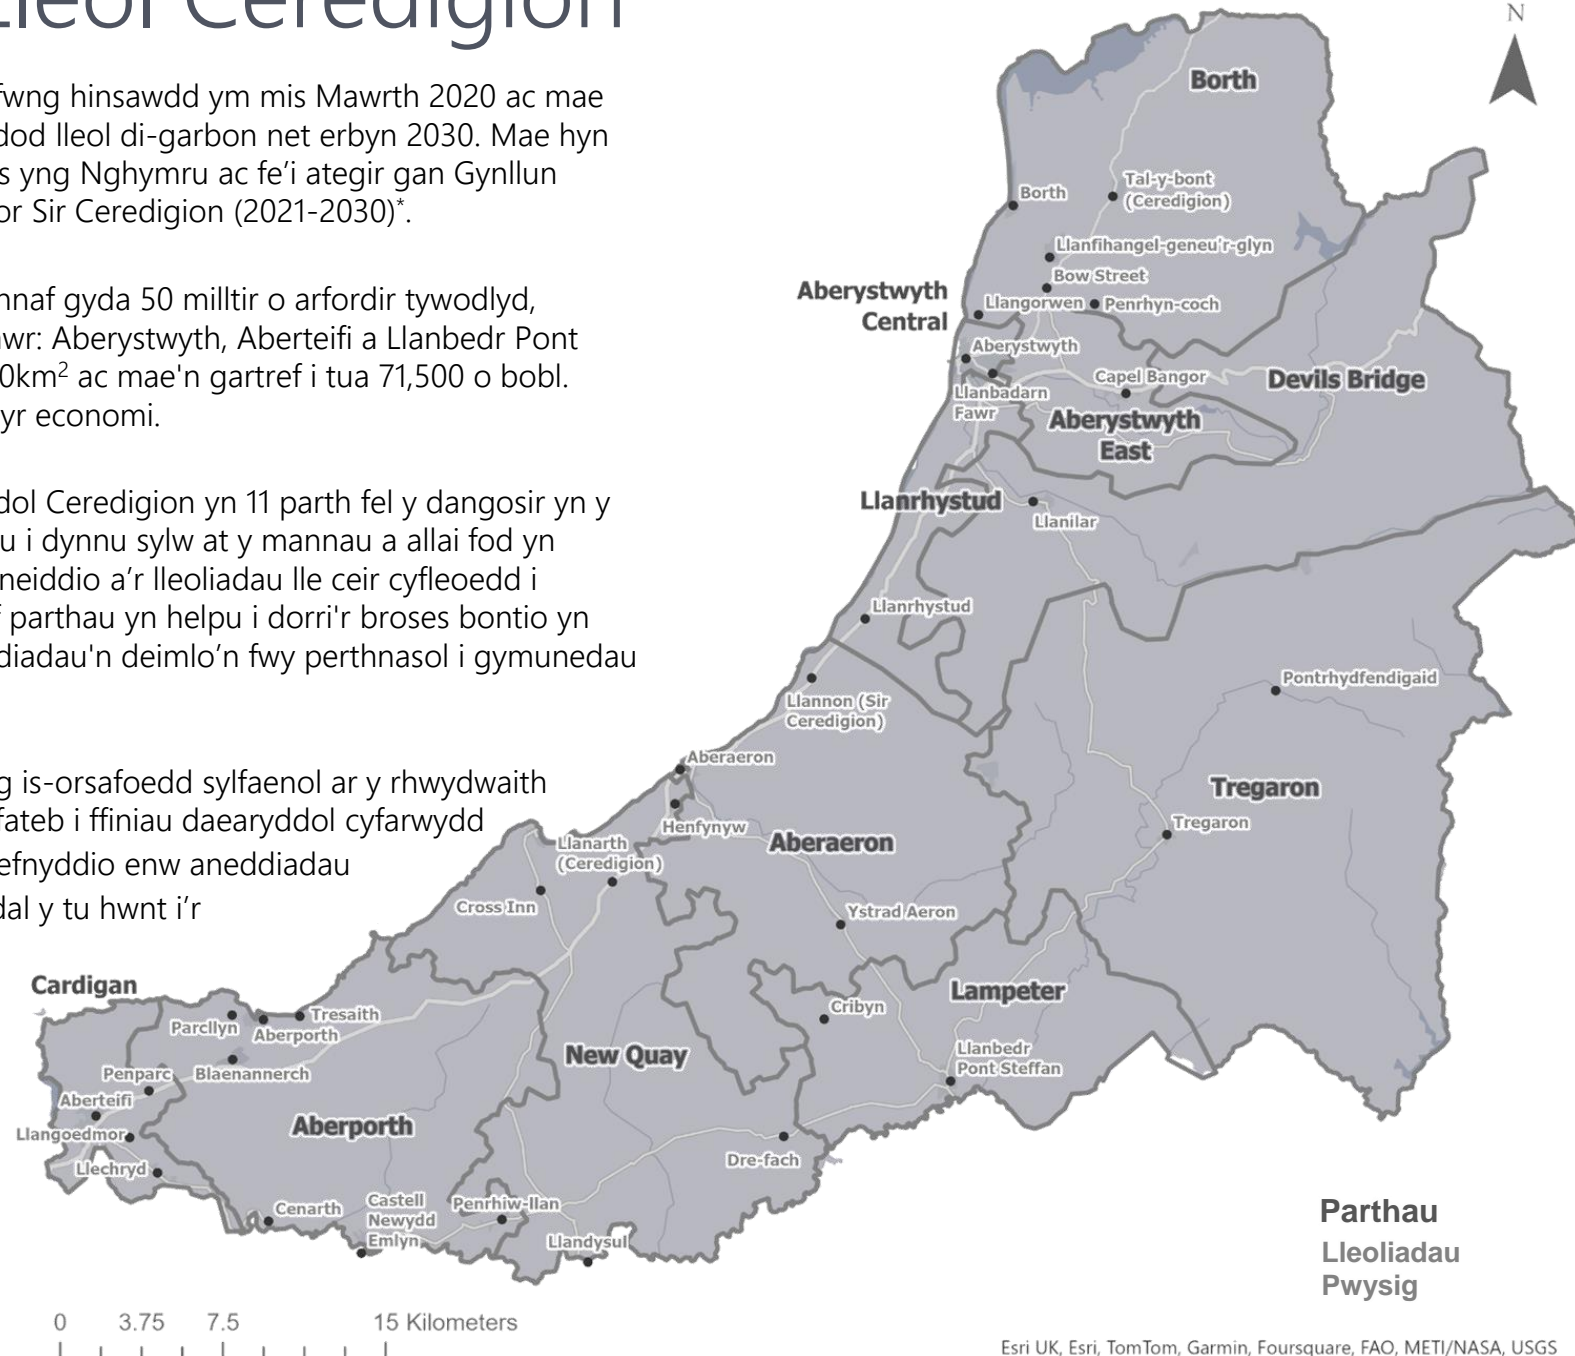 Lleol Ceredigion
fwng hinsawdd ym mis Mawrth 2020 ac mae
dod lleol di-garbon net erbyn 2030. Mae hyn
s yng Nghymru ac fe'i ategir gan Gynllun
or Sir Ceredigion (2021-2030)*.
nnaf gyda 50 milltir o arfordir tywodlyd,
wr: Aberystwyth, Aberteifi a Llanbedr Pont
0km² ac mae'n gartref i tua 71,500 o bobl.
yr economi.
dol Ceredigion yn 11 parth fel y dangosir yn y
u i dynnu sylw at y mannau a allai fod yn
neiddio a'r lleoliadau lle ceir cyfleoedd i
f parthau yn helpu i dorri'r broses bontio yn
diadau'n deimlo'n fwy perthnasol i gymunedau
g is-orsafoedd sylfaenol ar y rhwydwaith
fateb i ffiniau daearyddol cyfarwydd
efnyddio enw aneddiadau
dal y tu hwnt i'r
N
Borth
Borth
Tal-y-bont
(Ceredigion)
Llanfihangel-geneu'r-glyn
Bow Street
Llangorwen
Penrhyn-coch
Aberystwyth
Central
Aberystwyth
Llanbadarn
Fawr
Capel Bangor
Devils Bridge
Aberystwyth
East
Llanrhystud
Llanilar
Llanrhystud
Llannon (Sir
Ceredigion)
Pontrhydfendigaid
Aberaeron
Tregaron
Henfynyw
Aberaeron
Tregaron
Llanarth
(Ceredigion)
Cross Inn
Ystrad Aeron
Cardigan
Lampeter
Parcllyn
Aberporth
Tresaith
Cribyn
New Quay
Llanbedr
Pont Steffan
Penparc
Blaenannerch
Aberteifi
Aberporth
Llangoedmor
Llechryd
Dre-fach
Cenarth
Castell
Newydd
Emlyn
Penrhiw-llan
Llandysul
Parthau
Lleoliadau
Pwysig
0 3.75 7.5 15 Kilometers
Esri UK, Esri, TomTom, Garmin, Foursquare, FAO, METI/NASA, USGS